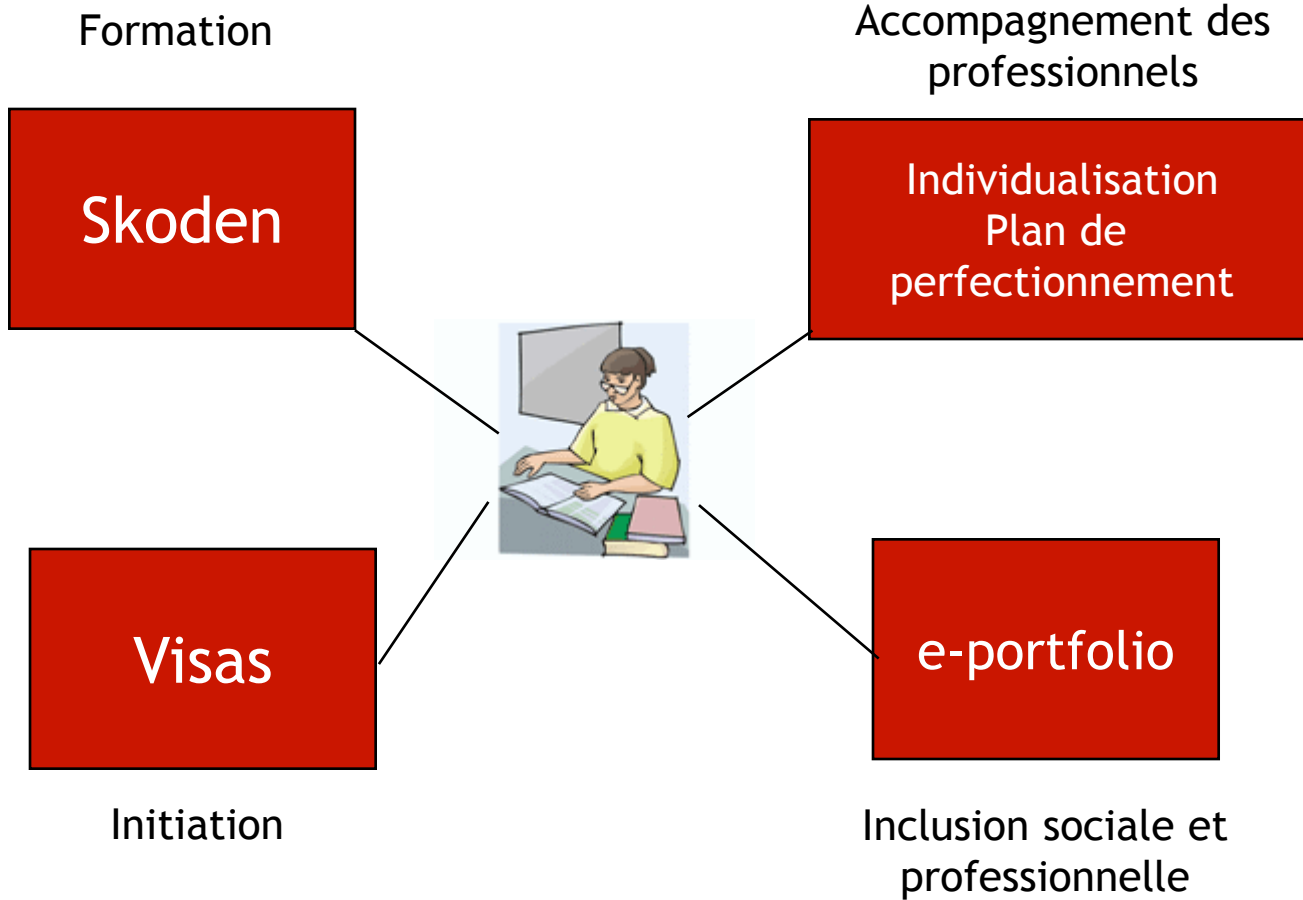 Formation
Skoden
Accompagnement des
professionnels
Individualisation
Plan de
perfectionnement
Visas
Initiation
e-portfolio
Inclusion sociale et
professionnelle